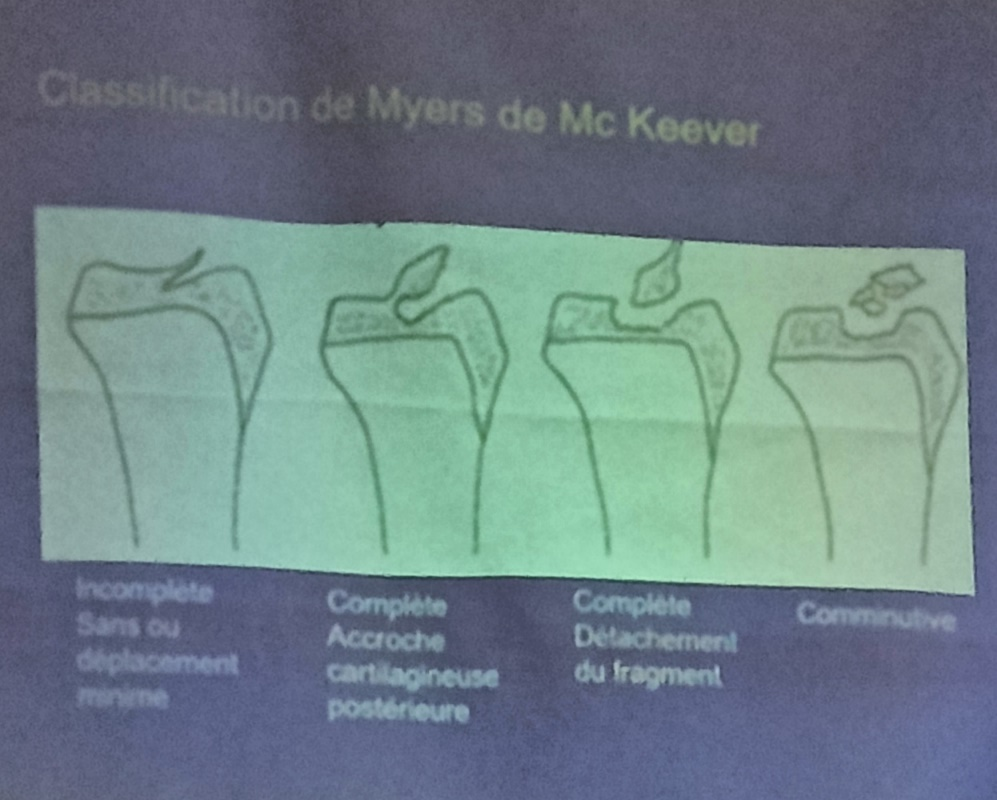 Classification de Myers de Mc Keever
Incomplète
Sans ou
déplacement
minime
Complète
Accroche
cartilagineuse
postérieure
Complète
Détachement
du fragment
Comminutive